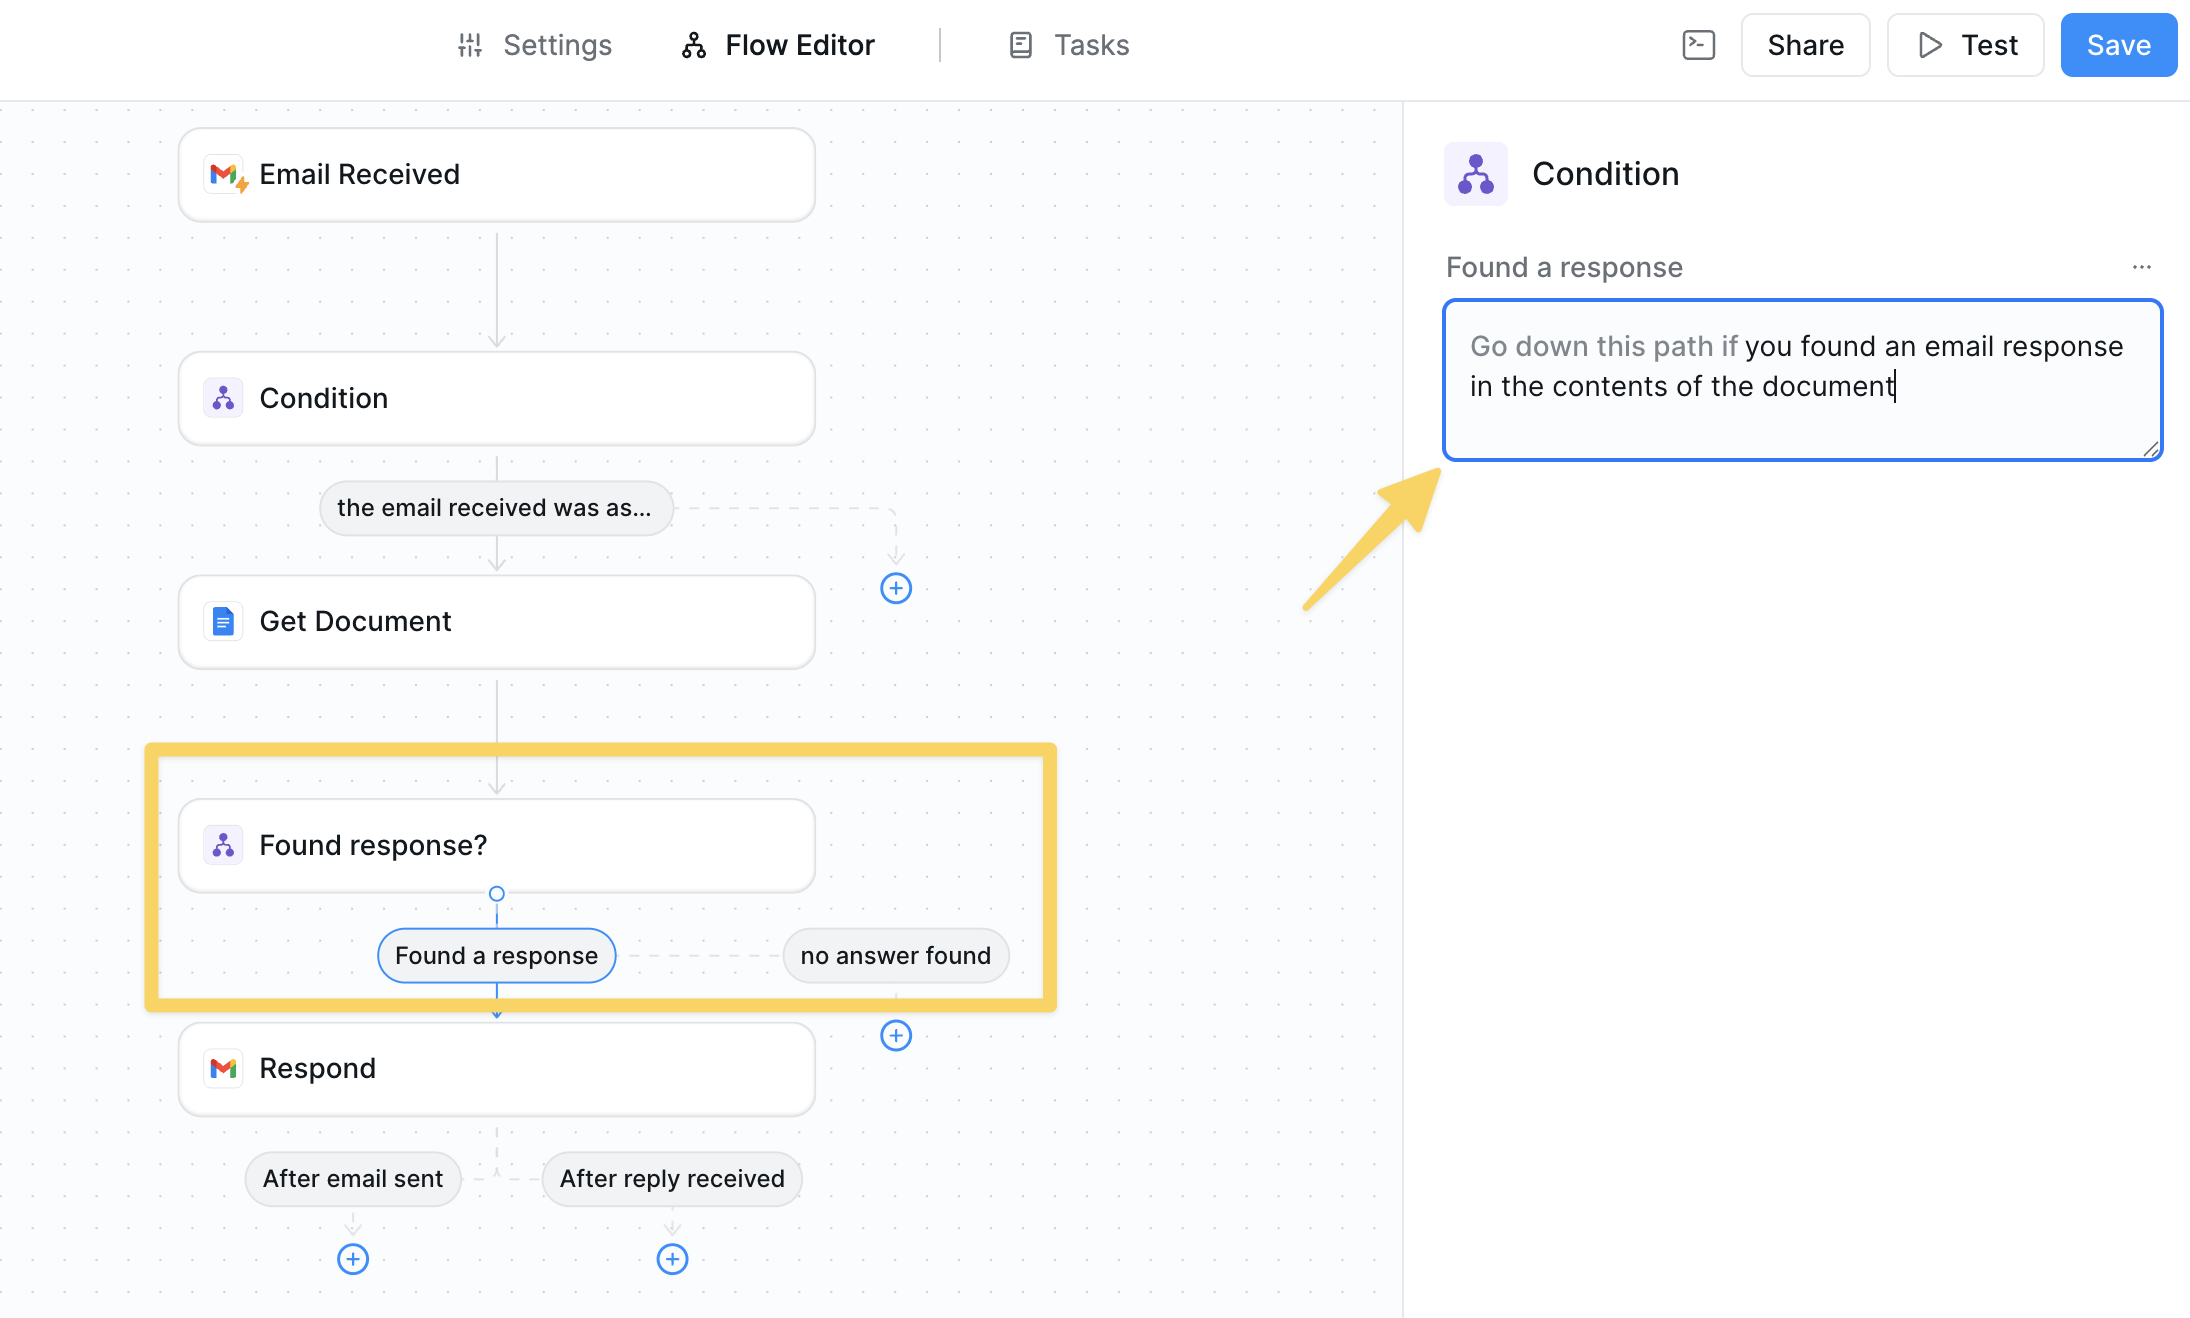 Settings
Flow Editor
Tasks
Share
Test
Save
Email Received
Condition
the email received was as...
Get Document
Found response?
Found a response
no answer found
Respond
After email sent
After reply received
Condition
Found a response
Go down this path if you found an email response
in the contents of the document